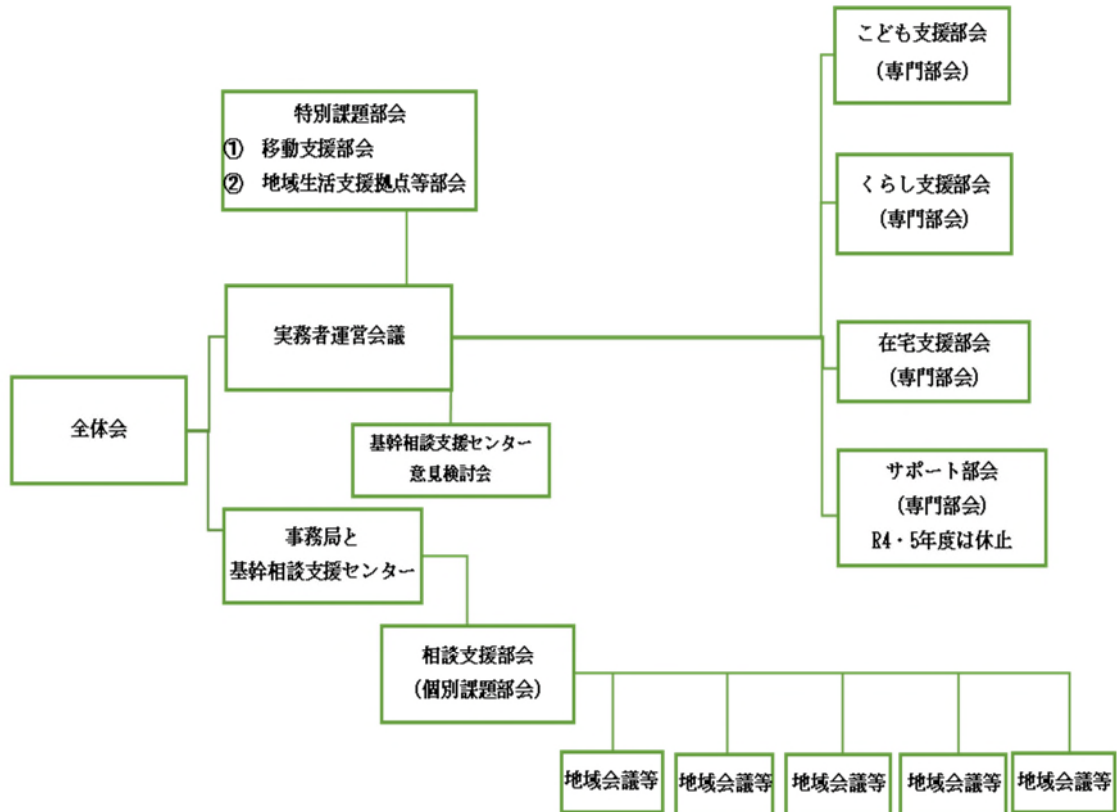 こども支援部会
(専門部会)
特別課題部会
① 移動支援部会
② 地域生活支援拠点等部会
くらし支援部会
(専門部会)
実務者運営会議
在宅支援部会
(専門部会)
全体会
基幹相談支援センター
意見検討会
サポート部会
(専門部会)
R4・5年度は休止
事務局と
基幹相談支援センター
相談支援部会
(個別課題部会)
地域会議等
地域会議等
地域会議等
地域会議等
地域会議等